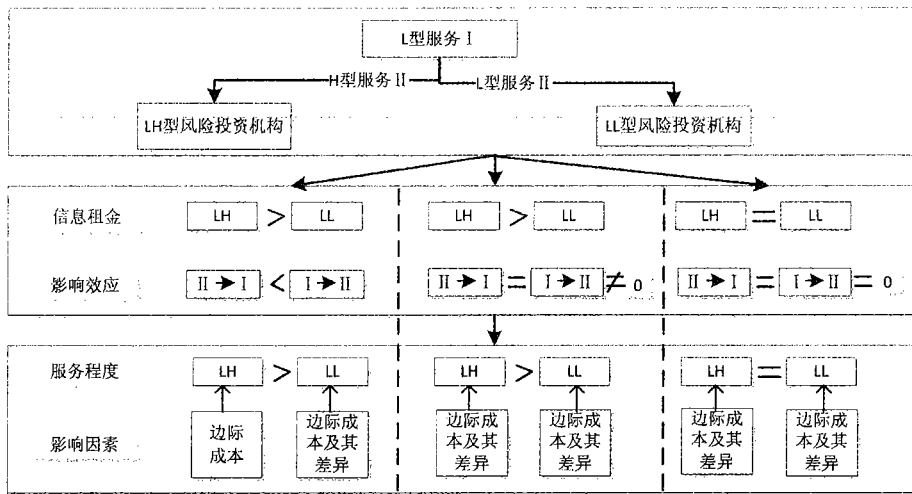 L型服务Ⅰ
H型服务Ⅱ L型服务Ⅱ
LH型风险投资机构 LL型风险投资机构
信息租金 LH > LL LH > LL LH = LL
影响效应 Ⅱ→Ⅰ < Ⅰ→Ⅱ Ⅱ→Ⅰ = Ⅰ→Ⅱ ≠ 0 Ⅱ→Ⅰ = Ⅰ→Ⅱ = 0
服务程度 LH > LL LH > LL LH = LL
影响因素
边际
成本
边际成
本及其
差异
边际成
本及其
差异
边际成
本及其
差异
边际成
本及其
差异
边际成
本及其
差异